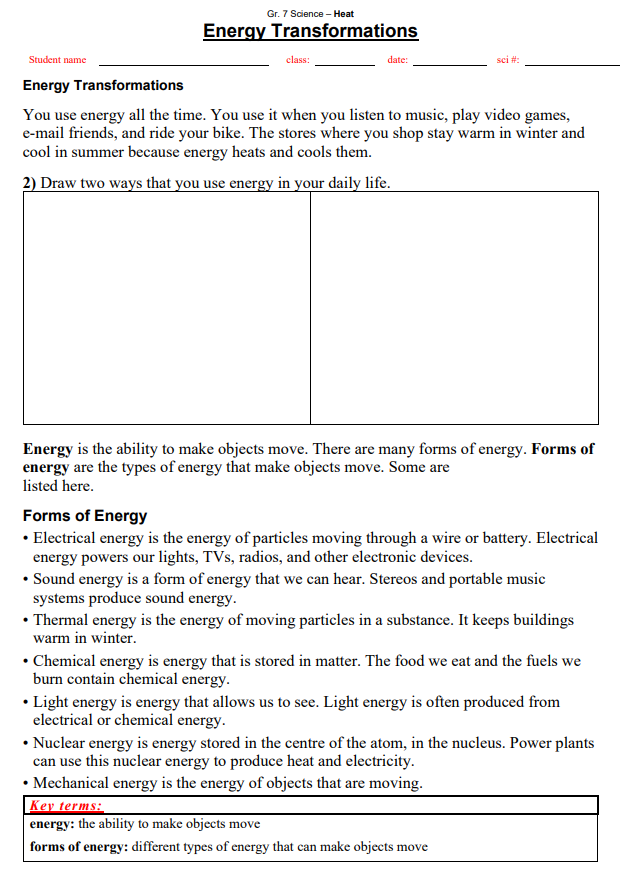 Gr. 7 Science – Heat
Energy Transformations
Student name class: date: sci #:
Energy Transformations
You use energy all the time. You use it when you listen to music, play video games,
e-mail friends, and ride your bike. The stores where you shop stay warm in winter and
cool in summer because energy heats and cools them.
2) Draw two ways that you use energy in your daily life.
Energy is the ability to make objects move. There are many forms of energy. Forms of
energy are the types of energy that make objects move. Some are
listed here.
Forms of Energy
• Electrical energy is the energy of particles moving through a wire or battery. Electrical
energy powers our lights, TVs, radios, and other electronic devices.
• Sound energy is a form of energy that we can hear. Stereos and portable music
systems produce sound energy.
• Thermal energy is the energy of moving particles in a substance. It keeps buildings
warm in winter.
• Chemical energy is energy that is stored in matter. The food we eat and the fuels we
burn contain chemical energy.
• Light energy is energy that allows us to see. Light energy is often produced from
electrical or chemical energy.
• Nuclear energy is energy stored in the centre of the atom, in the nucleus. Power plants
can use this nuclear energy to produce heat and electricity.
• Mechanical energy is the energy of objects that are moving.
Key terms:
energy: the ability to make objects move
forms of energy: different types of energy that can make objects move